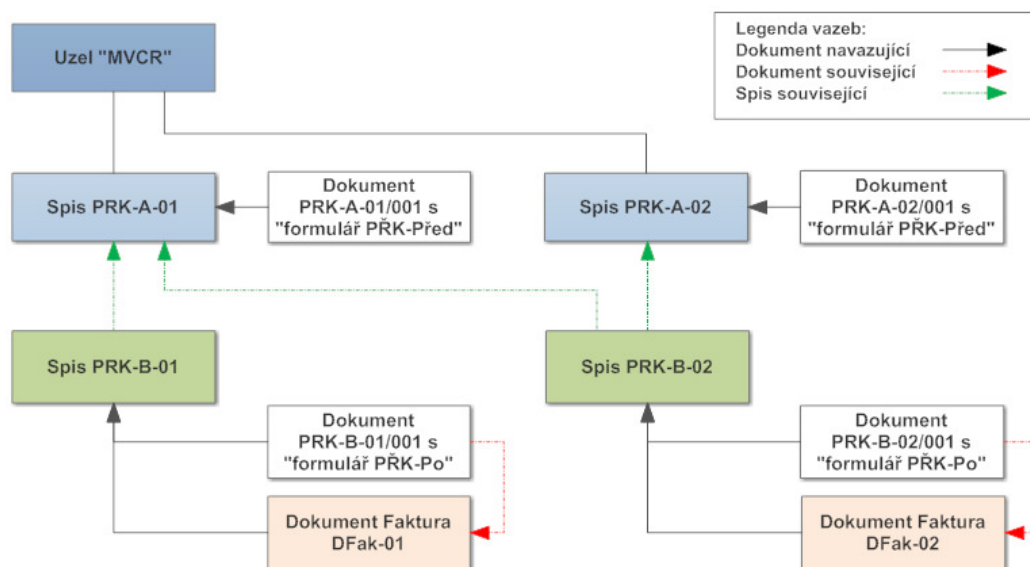 Uzel "MVCR"
Legenda vazeb:
Dokument navazující
Dokument související
Spis související
Spis PRK-A-01
Dokument
PRK-A-01/001 s
"formulář PŘK-Před"
Spis PRK-A-02
Dokument
PRK-A-02/001 s
"formulář PŘK-Před"
Spis PRK-B-01
Spis PRK-B-02
Dokument
PRK-B-01/001 s
"formulář PŘK-Po"
Dokument
PRK-B-02/001 s
"formulář PŘK-Po"
Dokument Faktura
DFak-01
Dokument Faktura
DFak-02